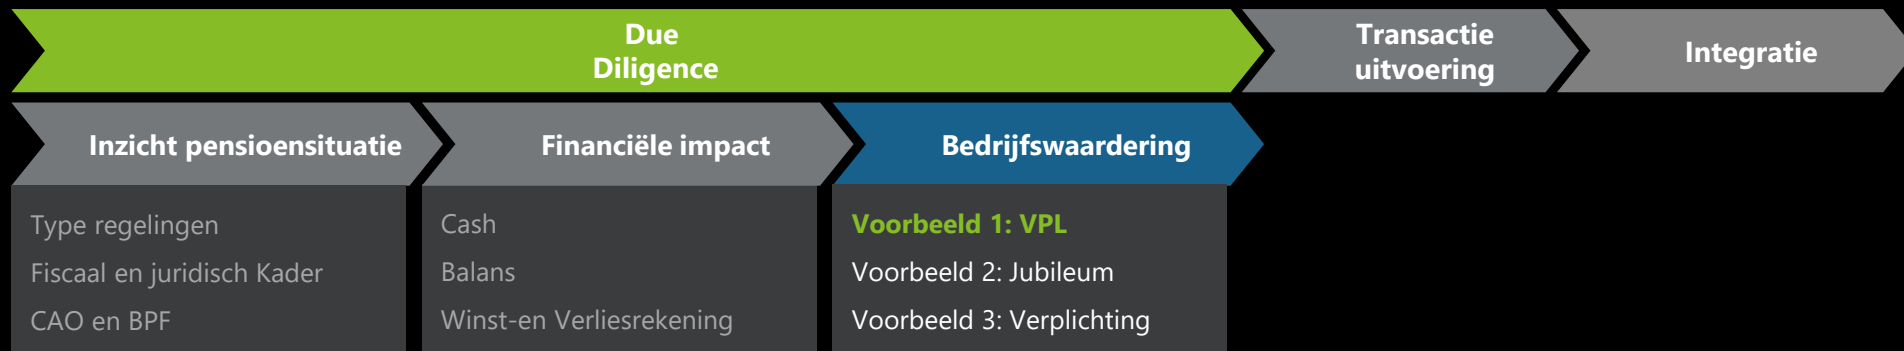 Due
Diligence
Transactie
uitvoering
Integratie
Inzicht pensioensituatie
Financiële impact
Bedrijfswaardering
Type regelingen
Fiscaal en juridisch Kader
CAO en BPF
Cash
Balans
Winst-en Verliesrekening
Voorbeeld 1: VPL
Voorbeeld 2: Jubileum
Voorbeeld 3: Verplichting